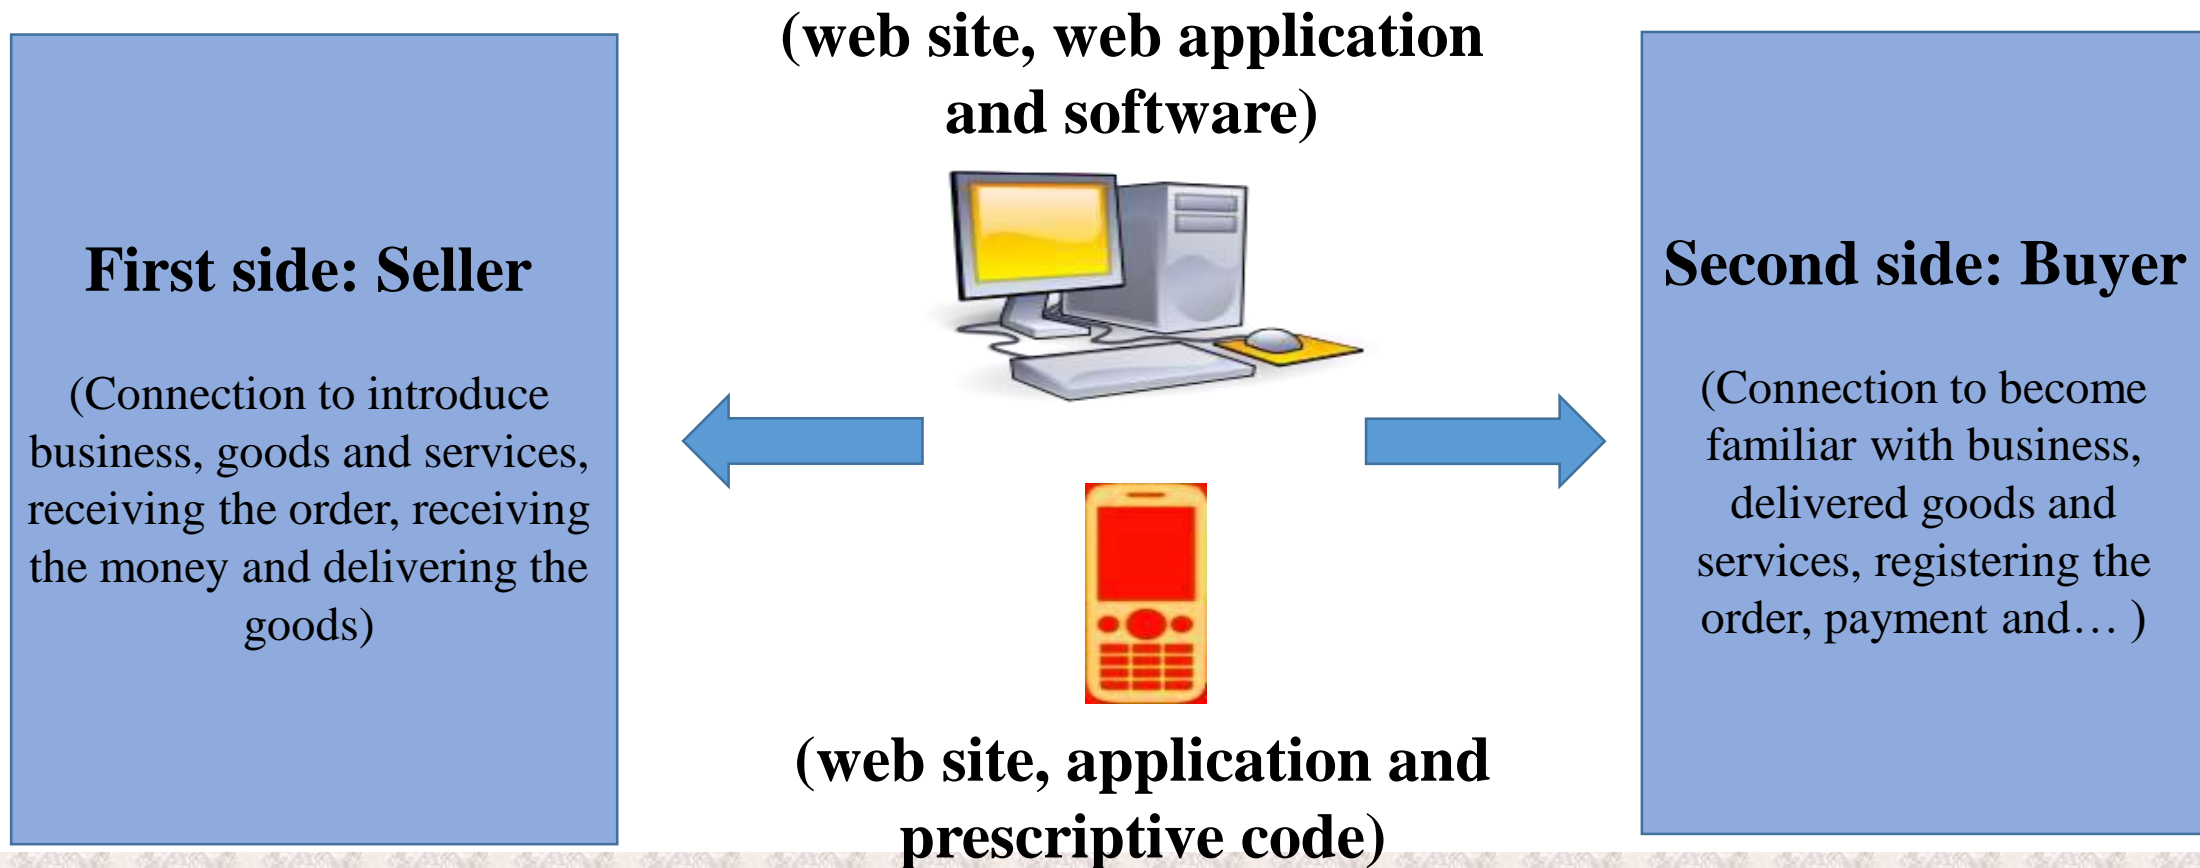 First side: Seller
(Connection to introduce
business, goods and services,
receiving the order, receiving
the money and delivering the
goods)
(web site, web application
and software)
(web site, application and
prescriptive code)
Second side: Buyer
(Connection to become
familiar with business,
delivered goods and
services, registering the
order, payment and… )